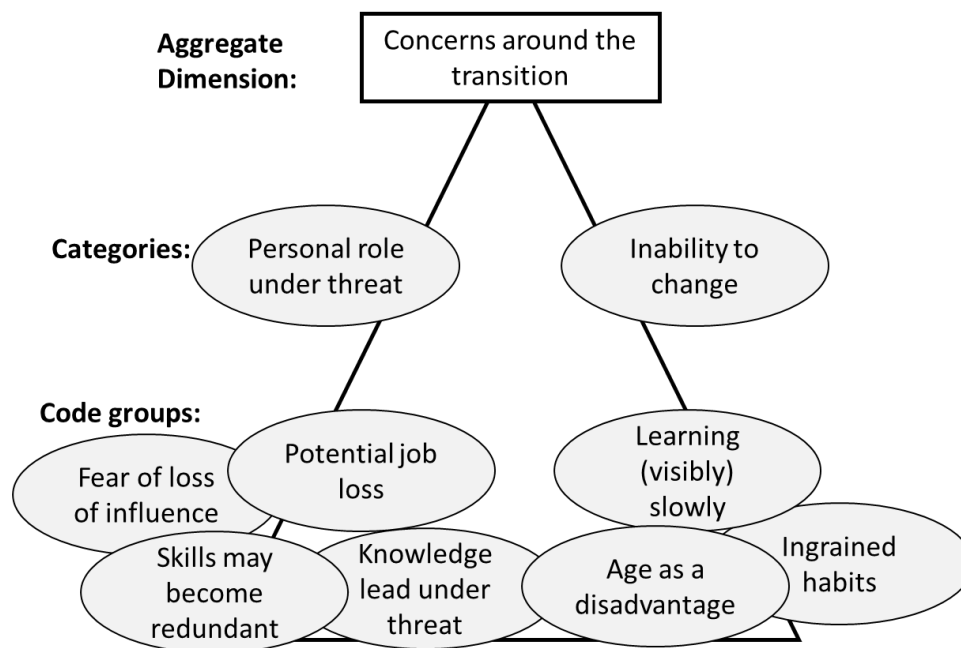 Aggregate
Dimension:
Concerns around the
transition
Categories:
Personal role
under threat
Inability to
change
Code groups:
Fear of loss
of influence
Potential job
loss
Learning
(visibly)
slowly
Skills may
become
redundant
Knowledge
lead under
threat
Age as a
disadvantage
Ingrained
habits